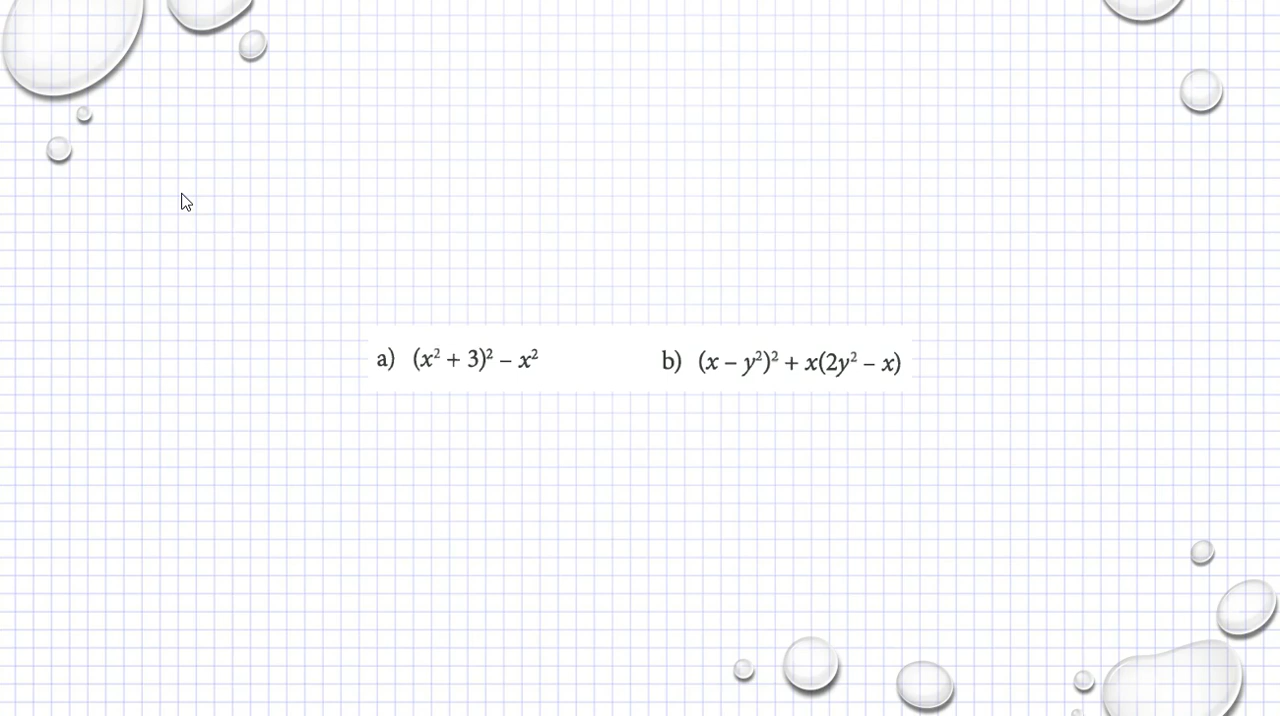 a) (x² + 3)² – x² b) (x – y²)² + x(2y² – x)